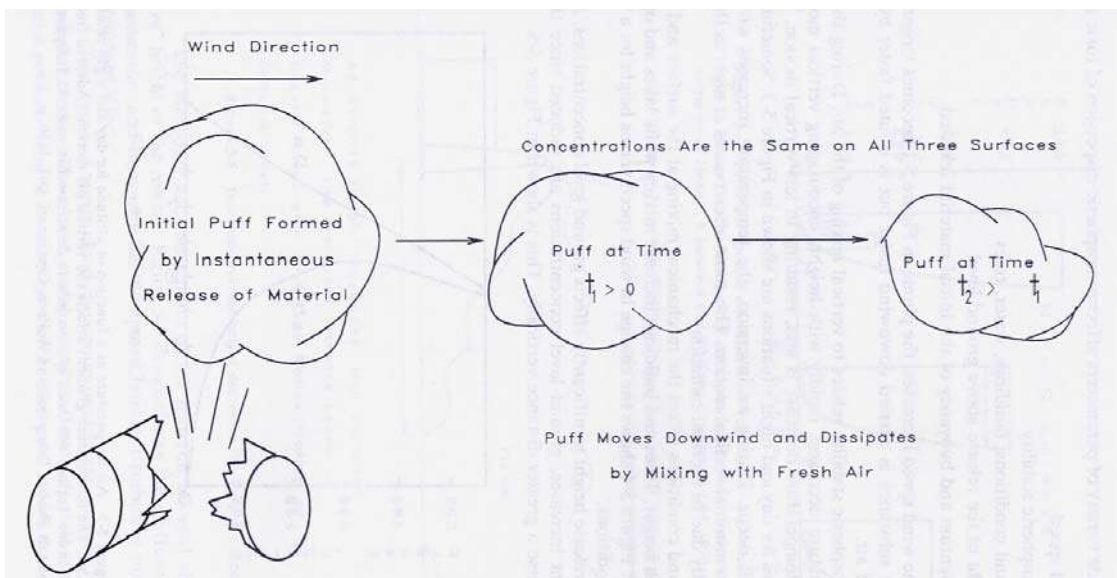 Wind Direction
Concentrations Are the Same on All Three Surfaces
Initial Puff Formed
by Instantaneous
Release of Material
Puff at Time
t₁ > 0
Puff at Time
t₂ > t₁
Puff Moves Downwind and Dissipates
by Mixing with Fresh Air